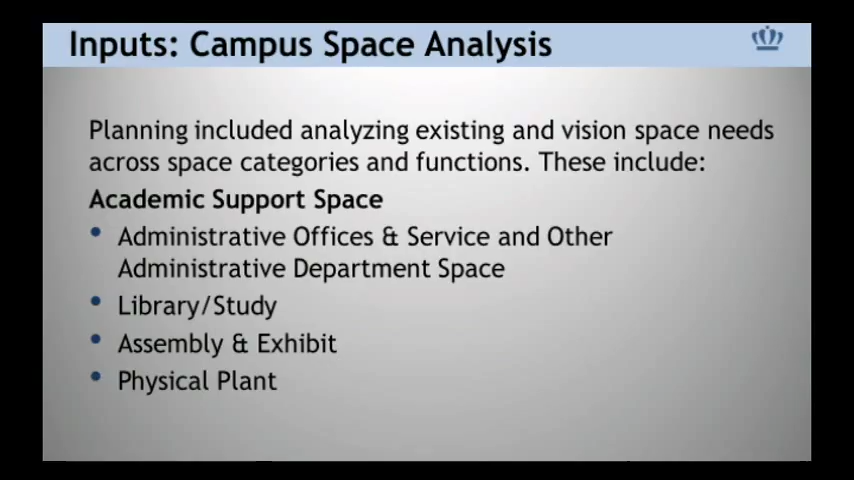 Inputs: Campus Space Analysis
Planning included analyzing existing and vision space needs
across space categories and functions. These include:
Academic Support Space
• Administrative Offices & Service and Other
Administrative Department Space
• Library/Study
• Assembly & Exhibit
• Physical Plant